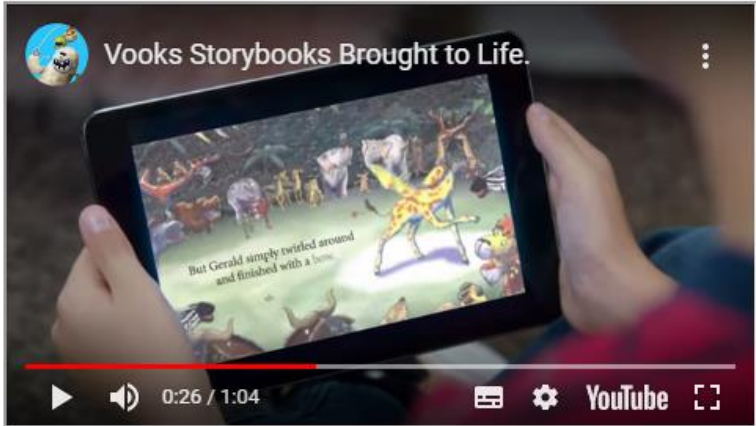 Vooks Storybooks Brought to Life.
But Gerald simply twirled around
and finished with a bow.
0:26 / 1:04
YouTube